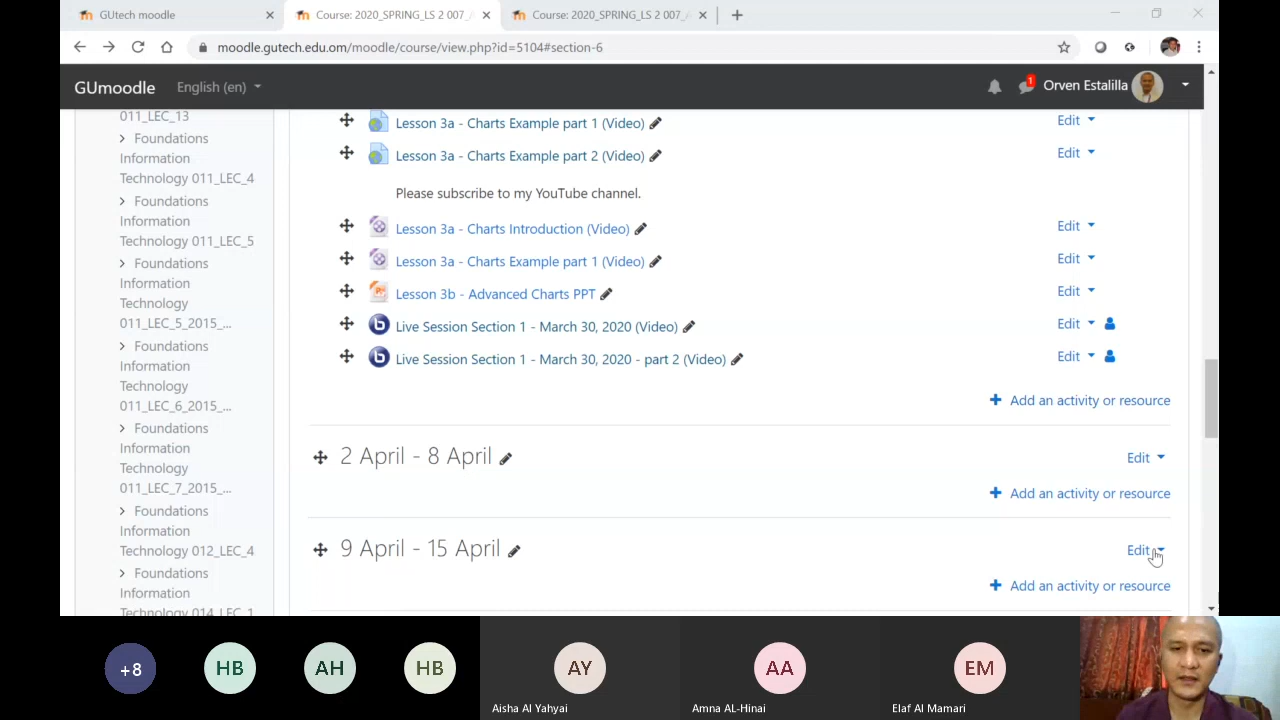 GUtech moodle
Course: 2020_SPRING_LS 2 007_
Course: 2020_SPRING_LS 2 007_
moodle.gutech.edu.om/moodle/course/view.php?id=5104#section-6
GUmoodle
English (en)
1
Orven Estalilla
011_LEC_13
Foundations
Information
Technology 011_LEC_4
Foundations
Information
Technology 011_LEC_5
Foundations
Information
Technology
011_LEC_5_2015_...
Foundations
Information
Technology
011_LEC_6_2015_...
Foundations
Information
Technology
011_LEC_7_2015_...
Foundations
Information
Technology 012_LEC_4
Foundations
Information
Technology 014_LEC_1
Lesson 3a - Charts Example part 1 (Video)
Edit
Lesson 3a - Charts Example part 2 (Video)
Edit
Please subscribe to my YouTube channel.
Lesson 3a - Charts Introduction (Video)
Edit
Lesson 3a - Charts Example part 1 (Video)
Edit
Lesson 3b - Advanced Charts PPT
Edit
Live Session Section 1 - March 30, 2020 (Video)
Edit
Live Session Section 1 - March 30, 2020 - part 2 (Video)
Edit
Add an activity or resource
2 April - 8 April
Edit
Add an activity or resource
9 April - 15 April
Edit
Add an activity or resource
+8
HB
AH
HB
AY
AA
EM
Aisha Al Yahyai
Amna AL-Hinai
Elaf Al Mamari